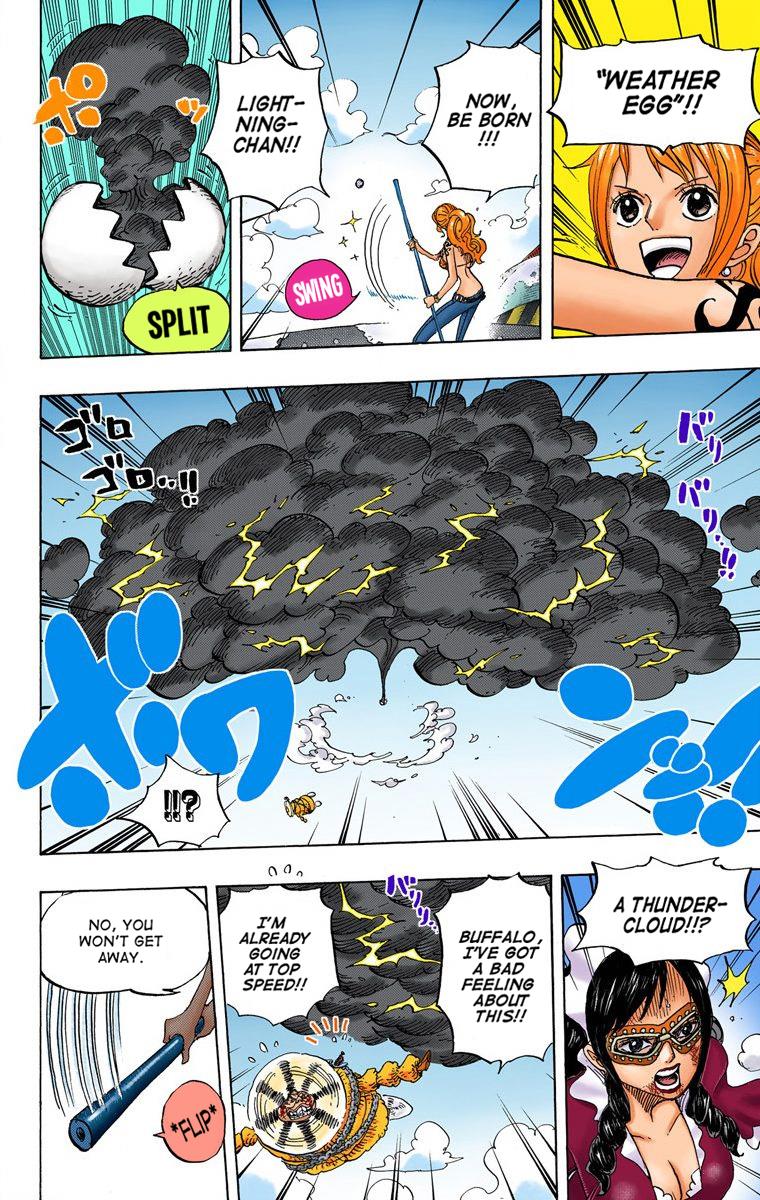 "WEATHER
EGG"!!
NOW,
BE BORN
!!!
LIGHT-
NING-
CHAN!!
SWING
ポッ
SPLIT
バリ
バリ..!!
ゴロ
ゴロ...!!
ボワンッ!!
!!?
A THUNDER-
CLOUD!!?
バリ..
BUFFALO,
I'VE GOT
A BAD
FEELING
ABOUT
THIS!!
I'M
ALREADY
GOING
AT TOP
SPEED!!
NO, YOU
WON'T GET
AWAY.
*FLIP*